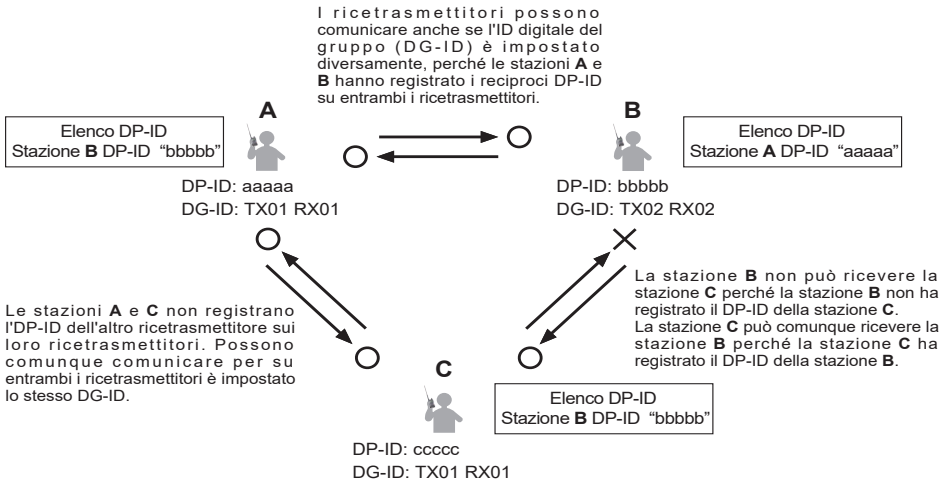 I ricetrasmettitori possono
comunicare anche se l'ID digitale del
gruppo (DG-ID) è impostato
diversamente, perché le stazioni A e
B hanno registrato i reciproci DP-ID
su entrambi i ricetrasmettitori.
A
B
Elenco DP-ID
Stazione B DP-ID “bbbbb”
Elenco DP-ID
Stazione A DP-ID “aaaaa”
DP-ID: aaaaa
DG-ID: TX01 RX01
DP-ID: bbbbb
DG-ID: TX02 RX02
Le stazioni A e C non registrano
l'DP-ID dell'altro ricetrasmettitore sui
loro ricetrasmettitori. Possono
comunque comunicare per su
entrambi i ricetrasmettitori è impostato
lo stesso DG-ID.
La stazione B non può ricevere la
stazione C perché la stazione B non ha
registrato il DP-ID della stazione C.
La stazione C può comunque ricevere la
stazione B perché la stazione C ha
registrato il DP-ID della stazione B.
C
Elenco DP-ID
Stazione B DP-ID “bbbbb”
DP-ID: ccccc
DG-ID: TX01 RX01